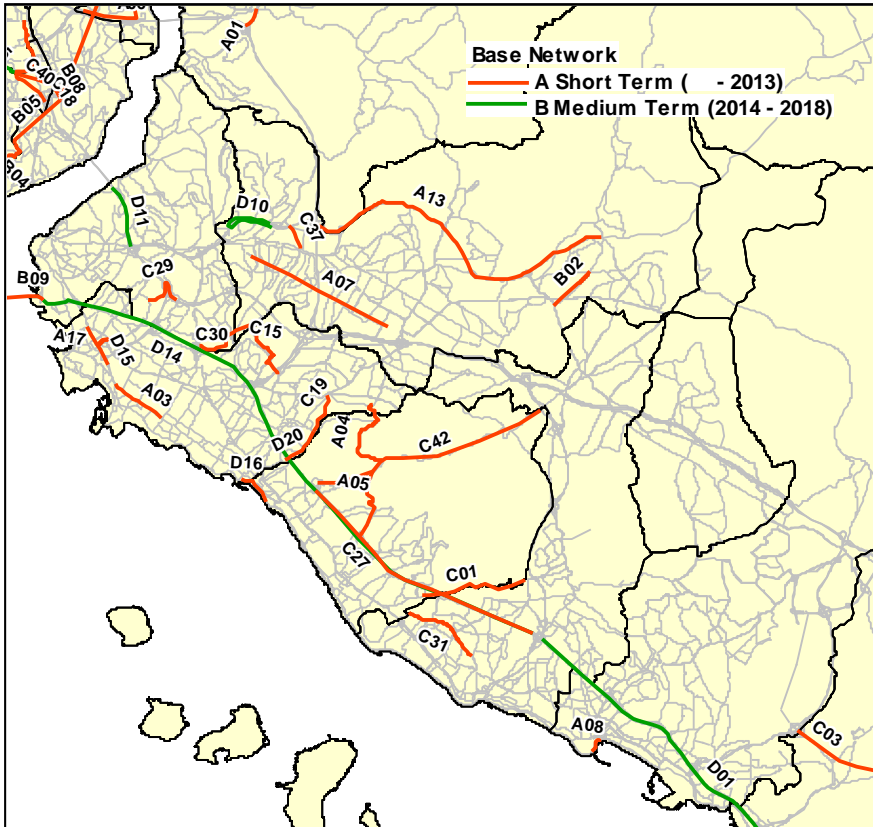 A01
Base Network
A Short Term ( - 2013)
B Medium Term (2014 - 2018)
C40
C18
B08
B05
B04
D11
D10
C37
A13
B02
A07
C29
B09
A17
D15
D14
C30
C15
A03
C19
D20
A04
C42
D16
A05
C27
C01
C31
A08
C03
D01